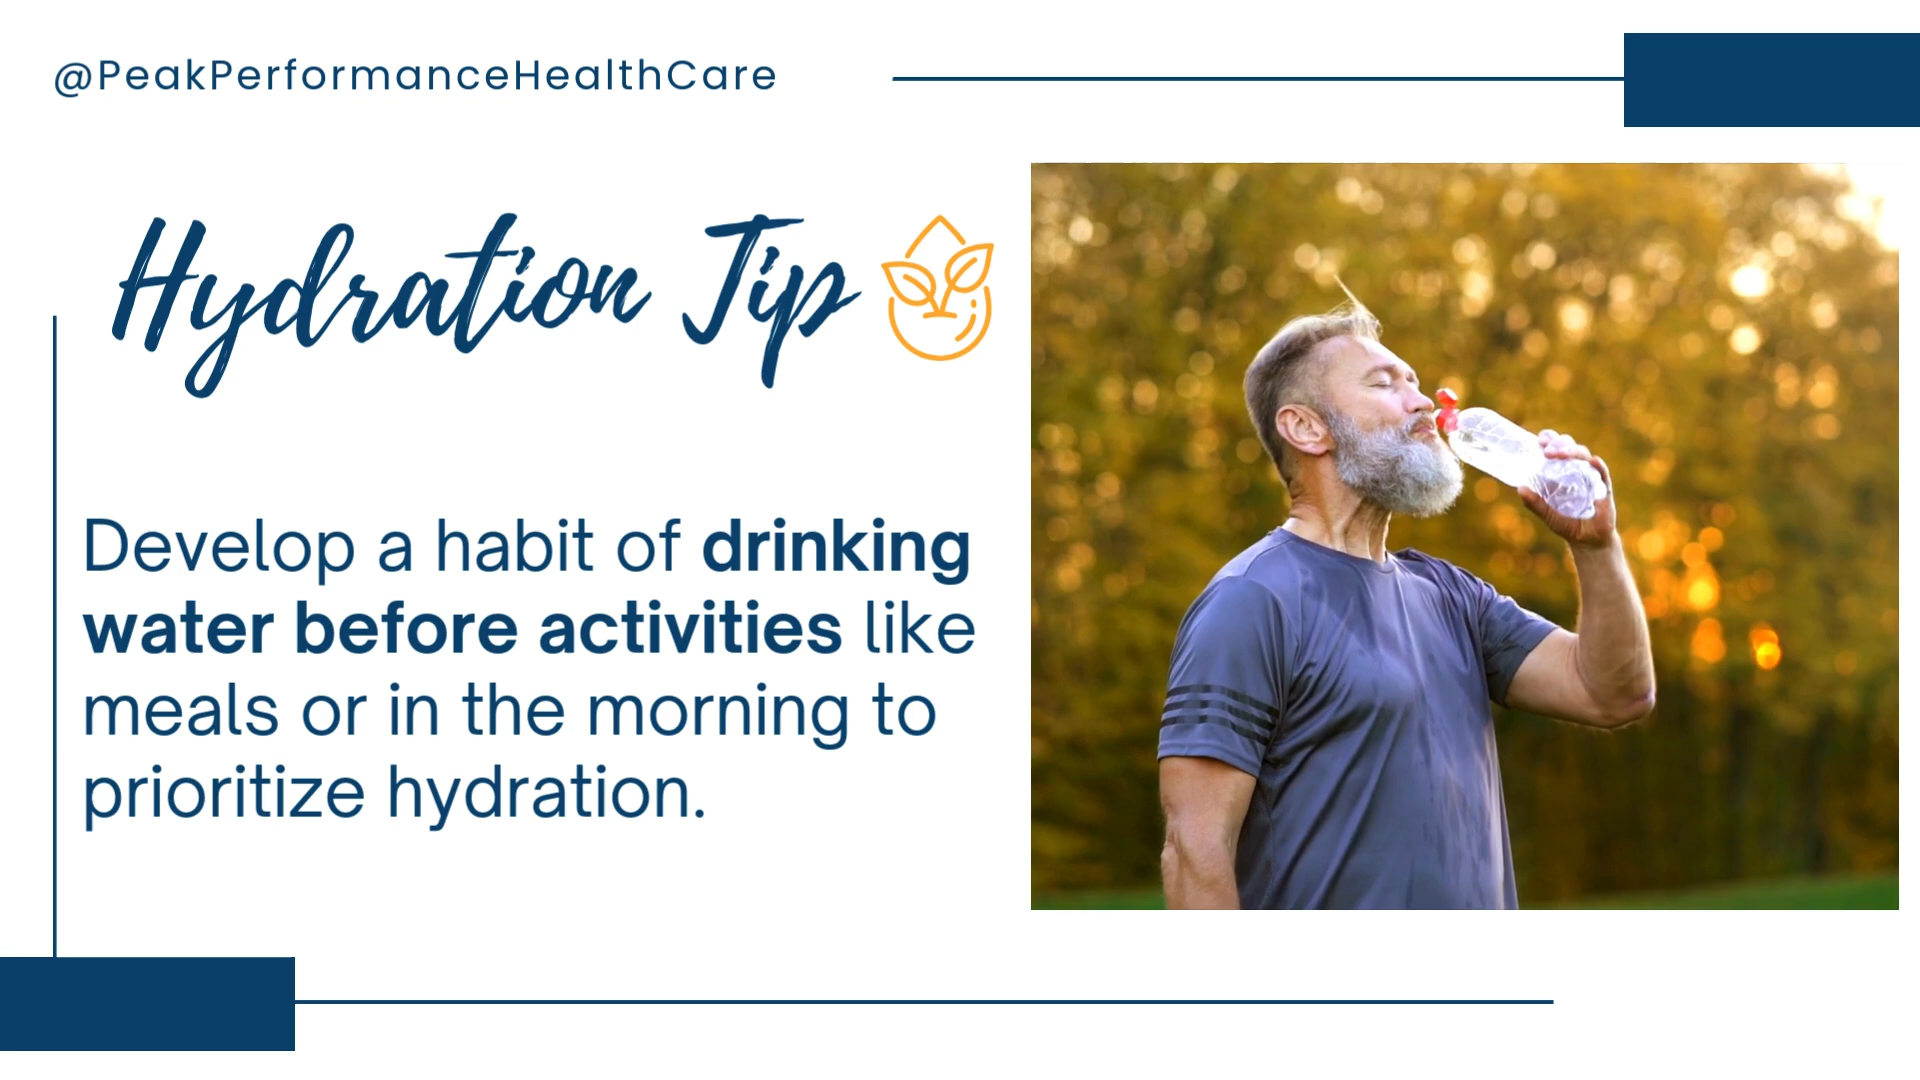 @PeakPerformanceHealthCare
Hydration Tip
Develop a habit of drinking
water before activities like
meals or in the morning to
prioritize hydration.